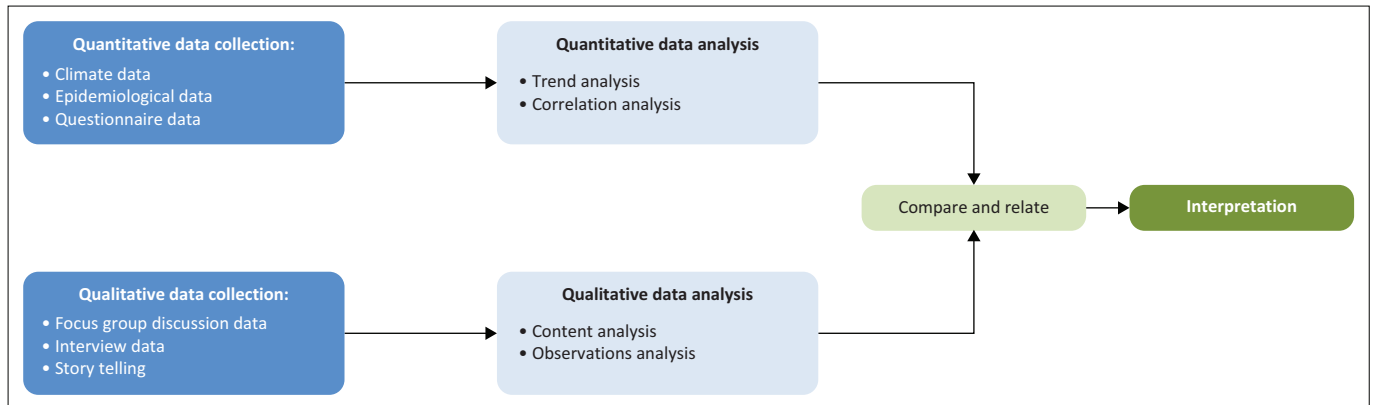 Quantitative data collection:
• Climate data
• Epidemiological data
• Questionnaire data
Quantitative data analysis
• Trend analysis
• Correlation analysis
Compare and relate
Interpretation
Qualitative data collection:
• Focus group discussion data
• Interview data
• Story telling
Qualitative data analysis
• Content analysis
• Observations analysis